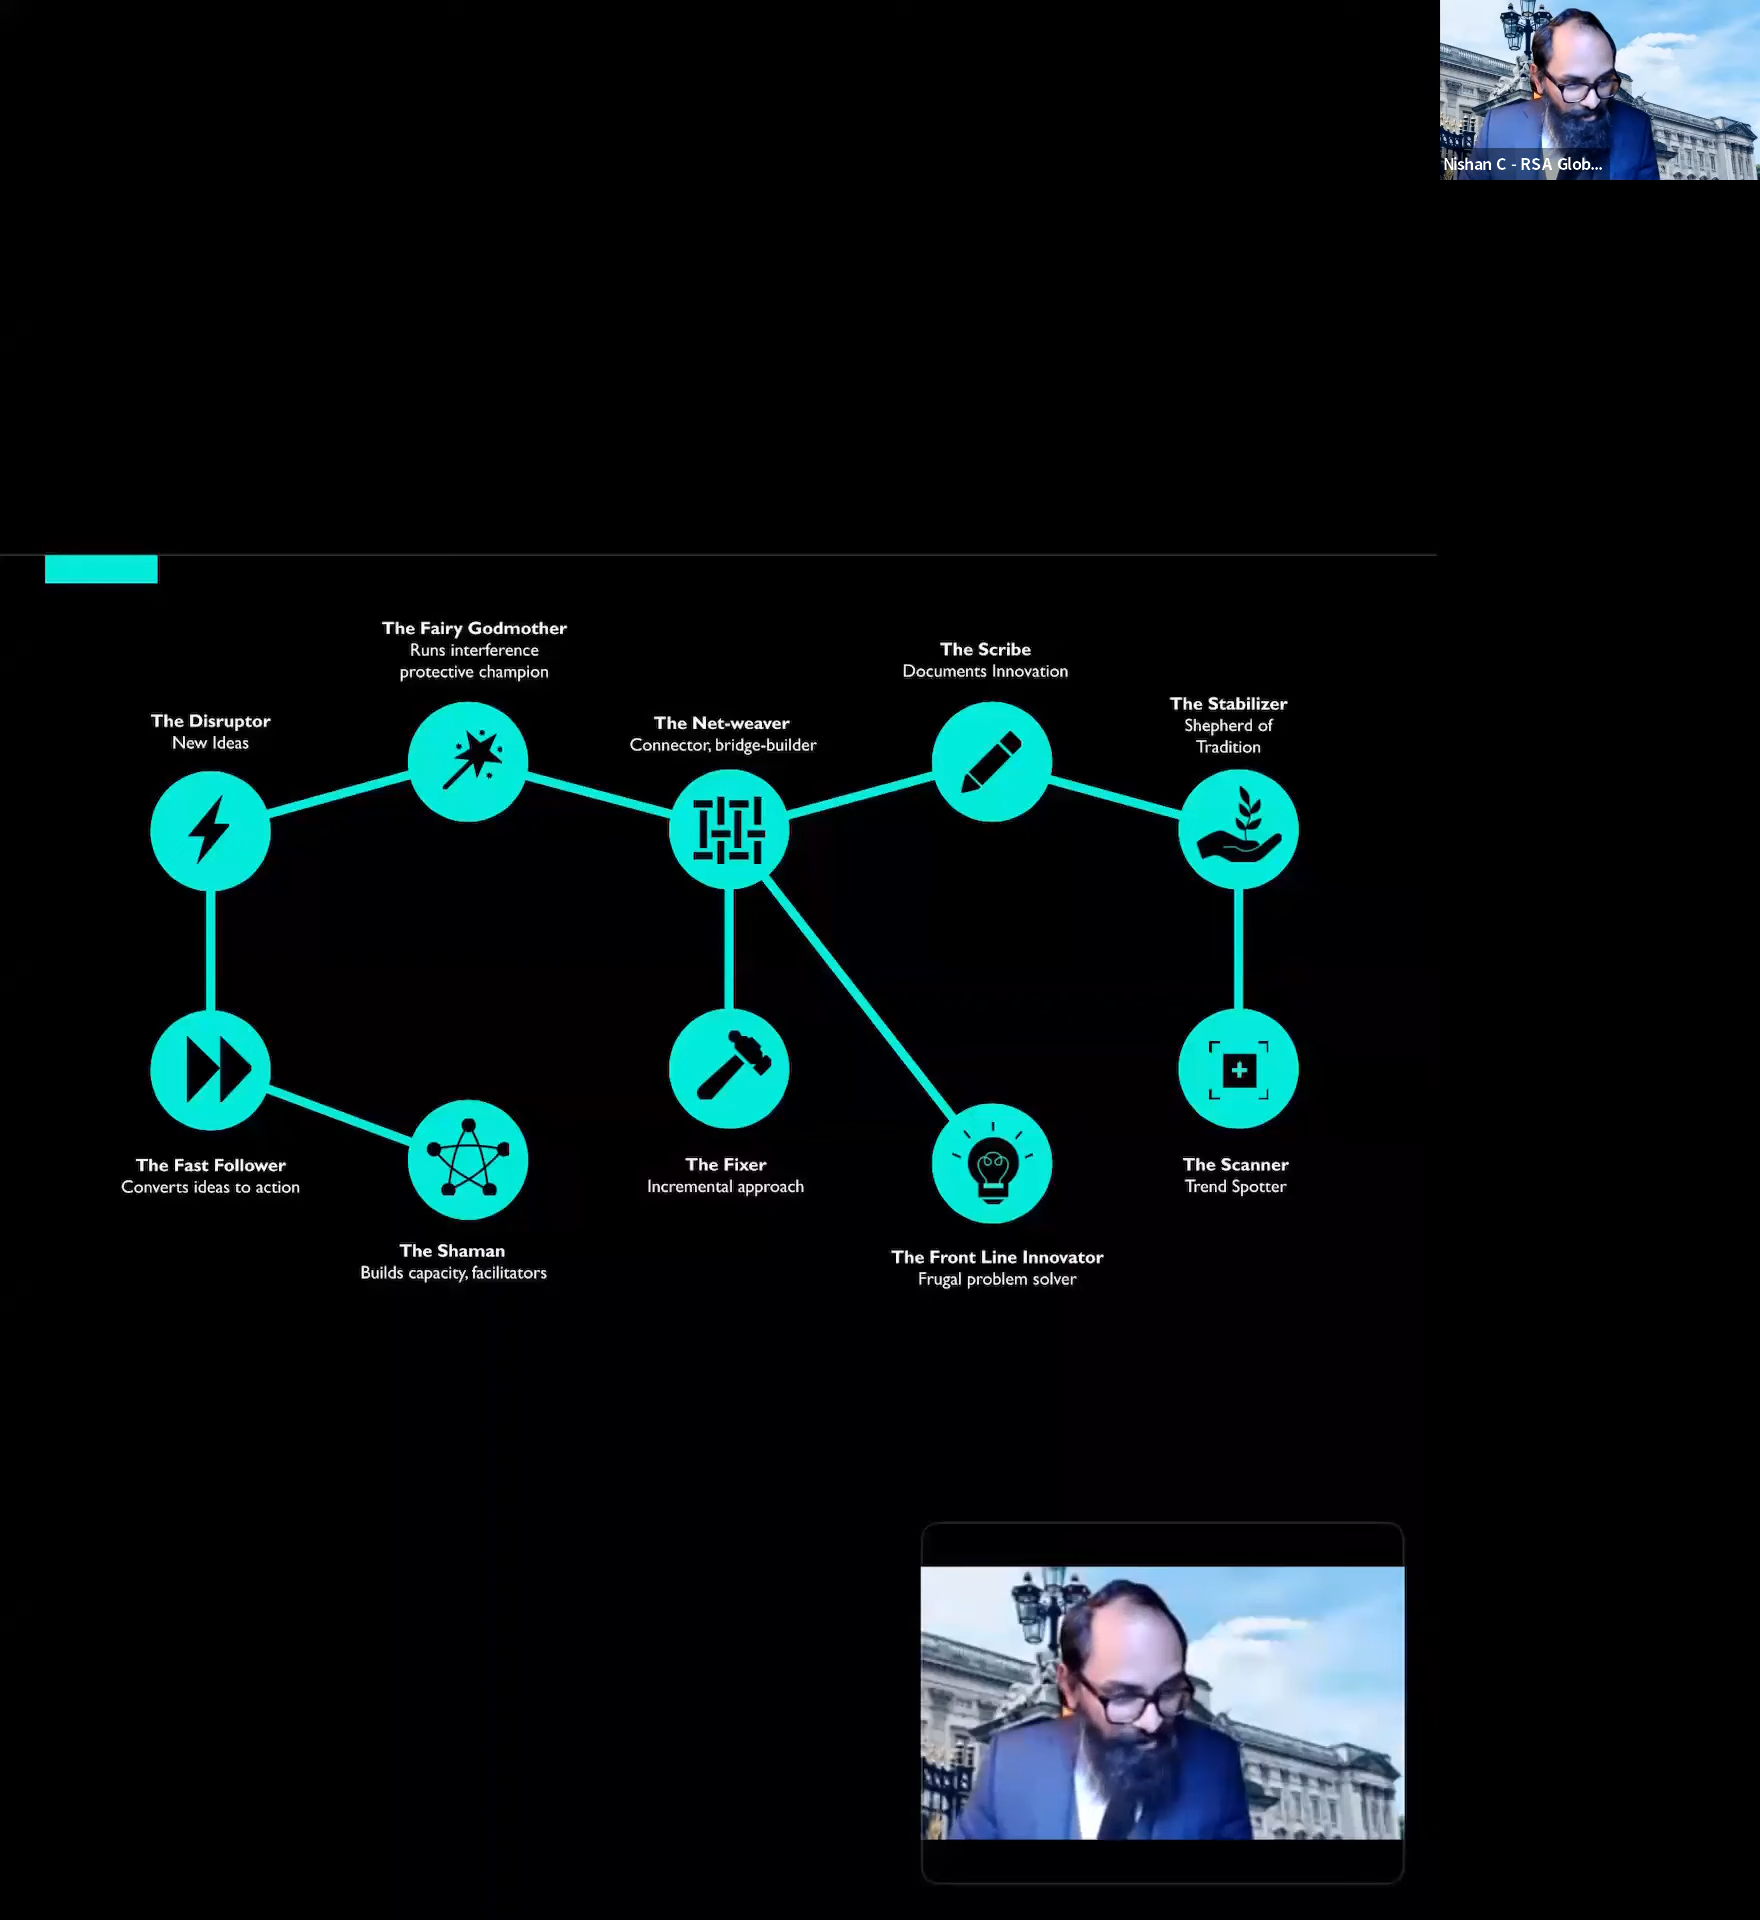 Nishan C - RSA Glob...
The Fairy Godmother
Runs interference
protective champion
The Disruptor
New Ideas
The Net-weaver
Connector, bridge-builder
The Scribe
Documents Innovation
The Stabilizer
Shepherd of
Tradition
The Fast Follower
Converts ideas to action
The Shaman
Builds capacity, facilitators
The Fixer
Incremental approach
The Front Line Innovator
Frugal problem solver
The Scanner
Trend Spotter